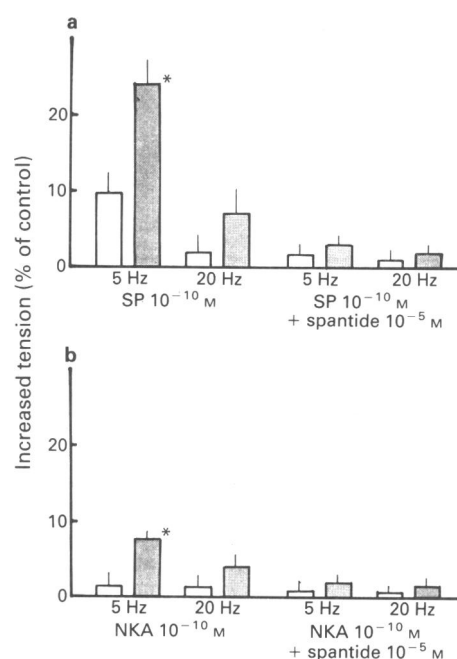 a
Increased tension (% of control)
20
10
0
*
5 Hz 20 Hz 5 Hz 20 Hz
SP 10⁻¹⁰ M SP 10⁻¹⁰ M
+ spantide 10⁻⁵ M
b
20
10
0
*
5 Hz 20 Hz 5 Hz 20 Hz
NKA 10⁻¹⁰ M NKA 10⁻¹⁰ M
+ spantide 10⁻⁵ M